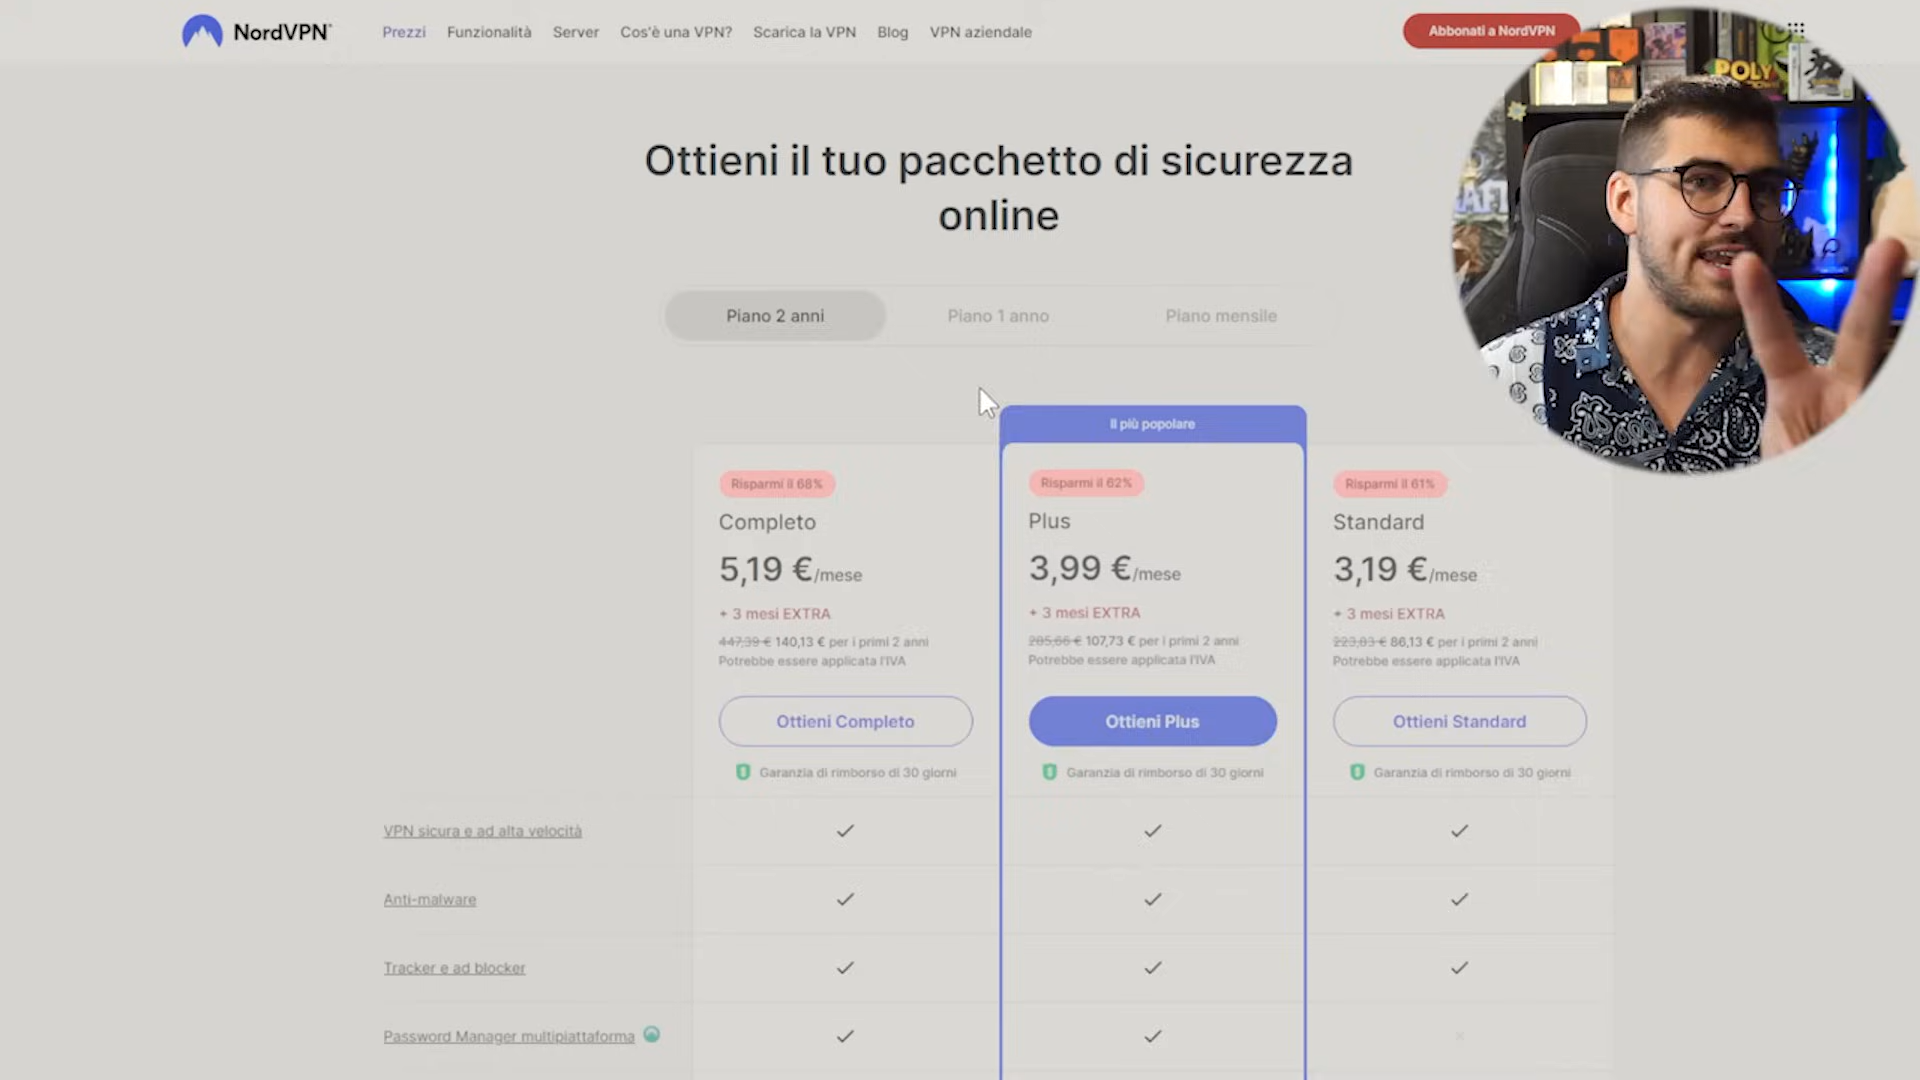 NordVPN®
Prezzi
Funzionalità
Server
Cos'è una VPN?
Scarica la VPN
Blog
VPN aziendale
Abbonati a NordVPN
POLY
Ottieni il tuo pacchetto di sicurezza
online
Piano 2 anni
Piano 1 anno
Piano mensile
Il più popolare
Risparmi il 68%
Completo
5,19 €/mese
+ 3 mesi EXTRA
447,39 € 140,13 € per i primi 2 anni
Potrebbe essere applicata l'IVA
Ottieni Completo
Garanzia di rimborso di 30 giorni
Risparmi il 62%
Plus
3,99 €/mese
+ 3 mesi EXTRA
285,66 € 107,73 € per i primi 2 anni
Potrebbe essere applicata l'IVA
Ottieni Plus
Garanzia di rimborso di 30 giorni
Risparmi il 61%
Standard
3,19 €/mese
+ 3 mesi EXTRA
223,83 € 86,13 € per i primi 2 anni
Potrebbe essere applicata l'IVA
Ottieni Standard
Garanzia di rimborso di 30 giorni
VPN sicura e ad alta velocità
Anti-malware
Tracker e ad blocker
Password Manager multipiattaforma